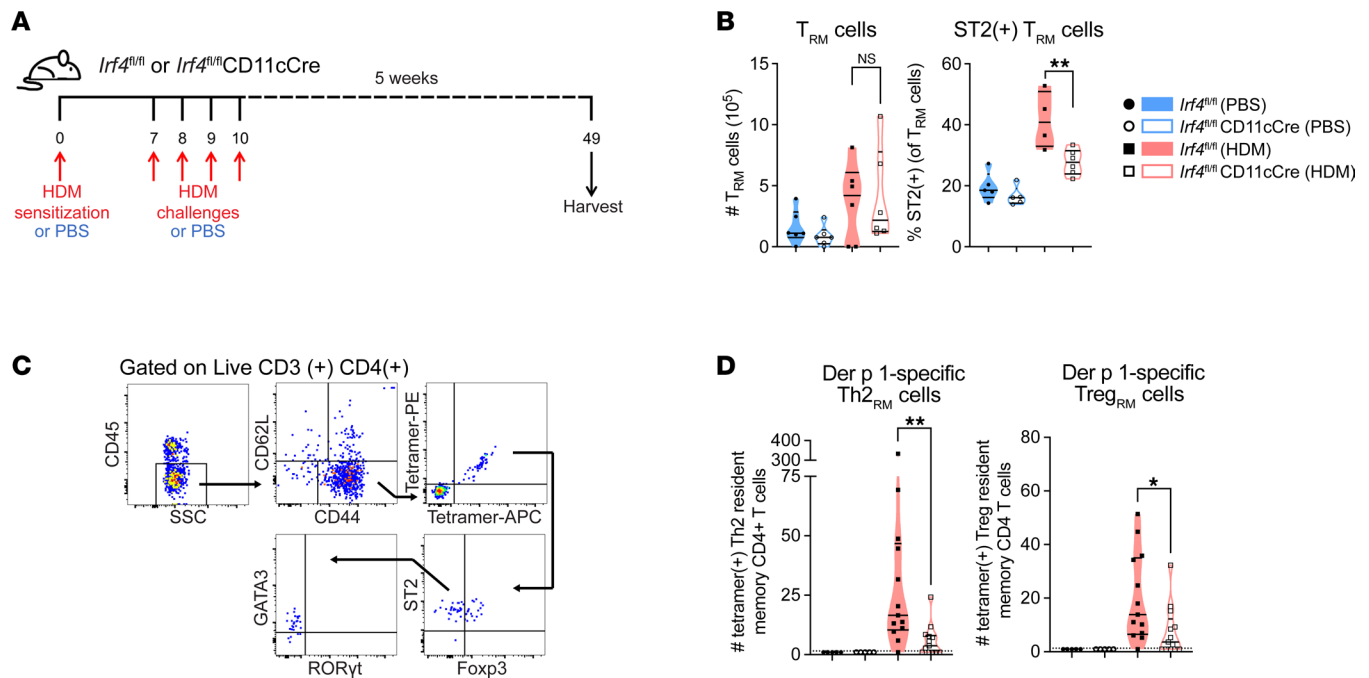 A
Irf4fl/fl or Irf4fl/flCD11cCre
5 weeks
0 7 8 9 10 49
HDM
sensitization
or PBS
HDM
challenges
or PBS
Harvest
B
TRM cells
# TRM cells (10⁵)
15
10
5
0
NS
ST2(+) TRM cells
% ST2(+) (of TRM cells)
60
40
20
0
**
Irf4fl/fl (PBS)
Irf4fl/fl CD11cCre (PBS)
Irf4fl/fl (HDM)
Irf4fl/fl CD11cCre (HDM)
C
Gated on Live CD3 (+) CD4(+)
CD45
SSC
CD62L
CD44
Tetramer-PE
Tetramer-APC
GATA3
RORγt
ST2
Foxp3
D
Der p 1-specific
Th2RM cells
# tetramer(+) Th2 resident
memory CD4+ T cells
400
300
75
50
25
0
**
Der p 1-specific
TregRM cells
# tetramer(+) Treg resident
memory CD4 T cells
80
60
40
20
0
*